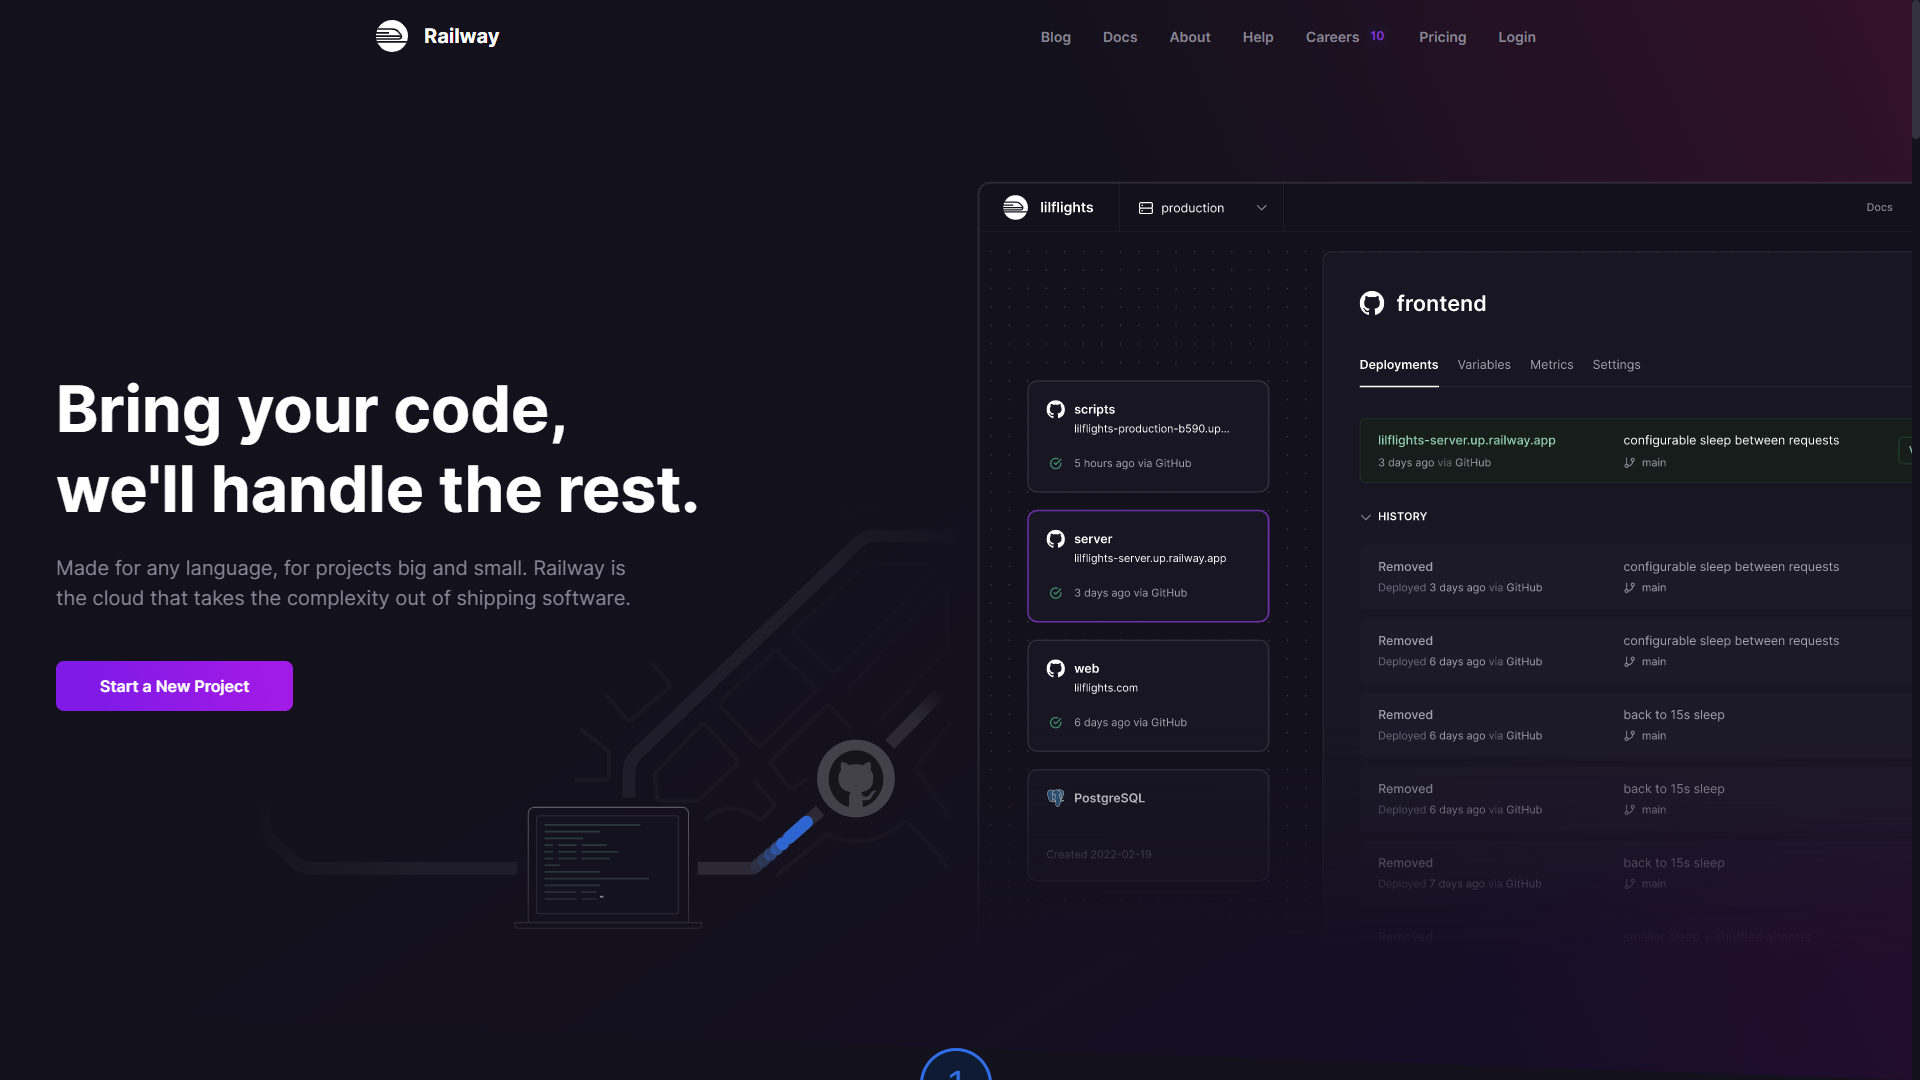 Railway
Blog
Docs
About
Help
Careers 10
Pricing
Login
Bring your code,
we'll handle the rest.
Made for any language, for projects big and small. Railway is
the cloud that takes the complexity out of shipping software.
Start a New Project
lilflights
production
Docs
scripts
lilflights-production-b590.up...
5 hours ago via GitHub
server
lilflights-server.up.railway.app
3 days ago via GitHub
web
lilflights.com
6 days ago via GitHub
PostgreSQL
Created 2022-02-19
frontend
Deployments
Variables
Metrics
Settings
lilflights-server.up.railway.app
configurable sleep between requests
3 days ago via GitHub
main
HISTORY
Removed
configurable sleep between requests
Deployed 3 days ago via GitHub
main
Removed
configurable sleep between requests
Deployed 6 days ago via GitHub
main
Removed
back to 15s sleep
Deployed 6 days ago via GitHub
main
Removed
back to 15s sleep
Deployed 6 days ago via GitHub
main
Removed
back to 15s sleep
Deployed 7 days ago via GitHub
main
Removed
smaller sleep + shuffled airports
1